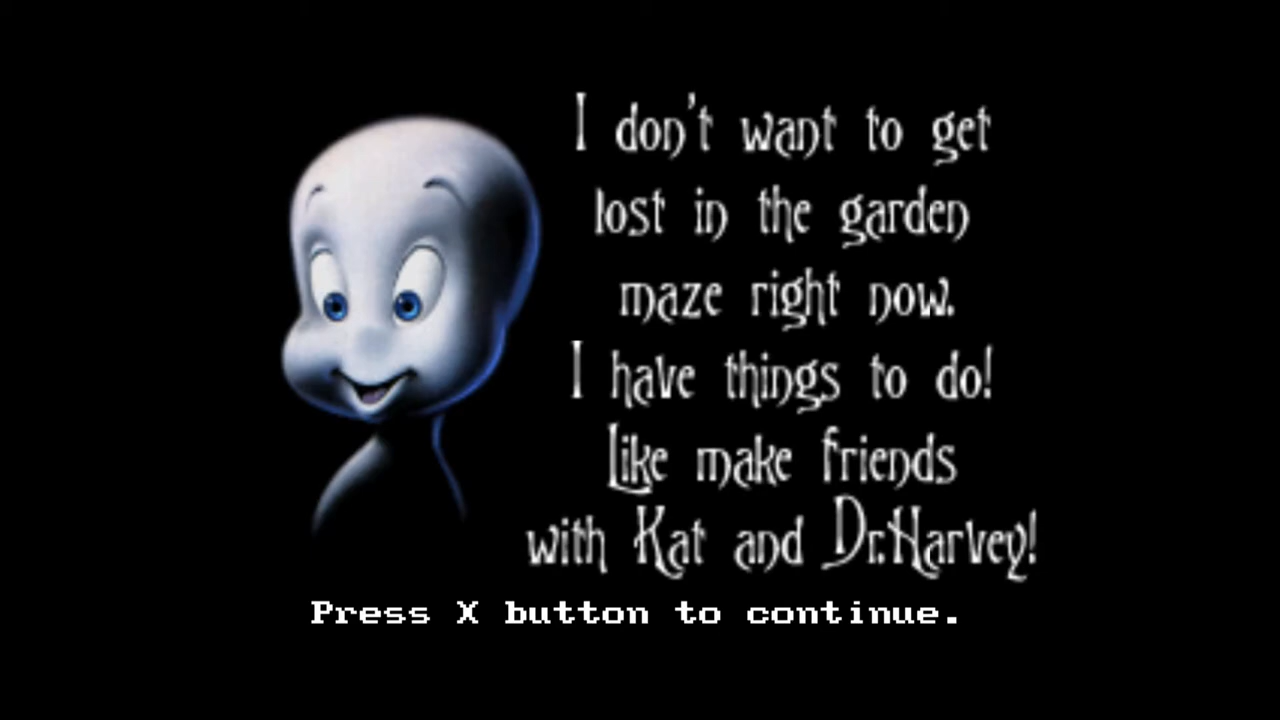 I don't want to get
lost in the garden
maze right now.
I have things to do!
Like make friends
with Kat and Dr.Harvey!
Press X button to continue.